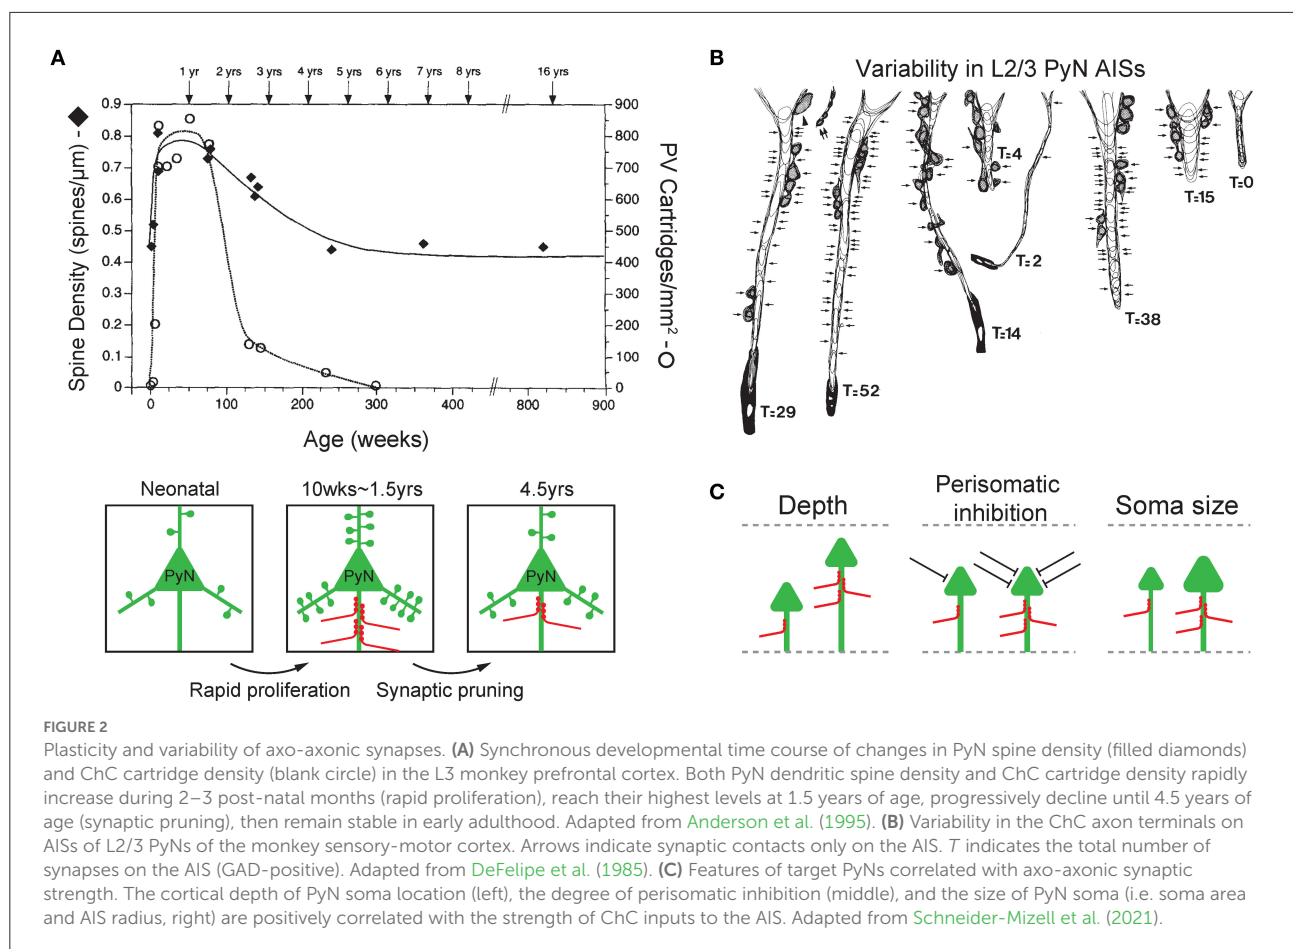 A
1 yr 2 yrs 3 yrs 4 yrs 5 yrs 6 yrs 7 yrs 8 yrs 16 yrs
Spine Density (spines/µm) - ◆
0.9
0.8
0.7
0.6
0.5
0.4
0.3
0.2
0.1
0
900
800
700
600
500
400
300
200
100
0
PV Cartridges/mm² - O
0 100 200 300 400 800 900
Age (weeks)
Neonatal 10wks~1.5yrs 4.5yrs
PyN PyN PyN
Rapid proliferation Synaptic pruning
B
Variability in L2/3 PyN AISs
T=4
T=15
T=0
T=2
T=38
T=14
T=52
T=29
C
Depth
Perisomatic
inhibition
Soma size
FIGURE 2
Plasticity and variability of axo-axonic synapses. (A) Synchronous developmental time course of changes in PyN spine density (filled diamonds)
and ChC cartridge density (blank circle) in the L3 monkey prefrontal cortex. Both PyN dendritic spine density and ChC cartridge density rapidly
increase during 2–3 post-natal months (rapid proliferation), reach their highest levels at 1.5 years of age, progressively decline until 4.5 years of
age (synaptic pruning), then remain stable in early adulthood. Adapted from Anderson et al. (1995). (B) Variability in the ChC axon terminals on
AISs of L2/3 PyNs of the monkey sensory-motor cortex. Arrows indicate synaptic contacts only on the AIS. T indicates the total number of
synapses on the AIS (GAD-positive). Adapted from DeFelipe et al. (1985). (C) Features of target PyNs correlated with axo-axonic synaptic
strength. The cortical depth of PyN soma location (left), the degree of perisomatic inhibition (middle), and the size of PyN soma (i.e. soma area
and AIS radius, right) are positively correlated with the strength of ChC inputs to the AIS. Adapted from Schneider-Mizell et al. (2021).